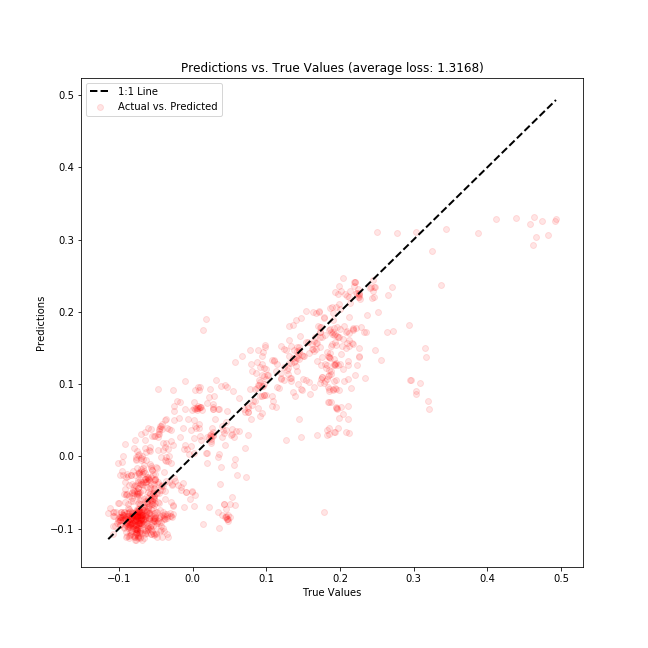 Predictions vs. True Values (average loss: 1.3168)
1:1 Line
Actual vs. Predicted
0.5
0.4
0.3
0.2
0.1
0.0
−0.1
Predictions
−0.1 0.0 0.1 0.2 0.3 0.4 0.5
True Values